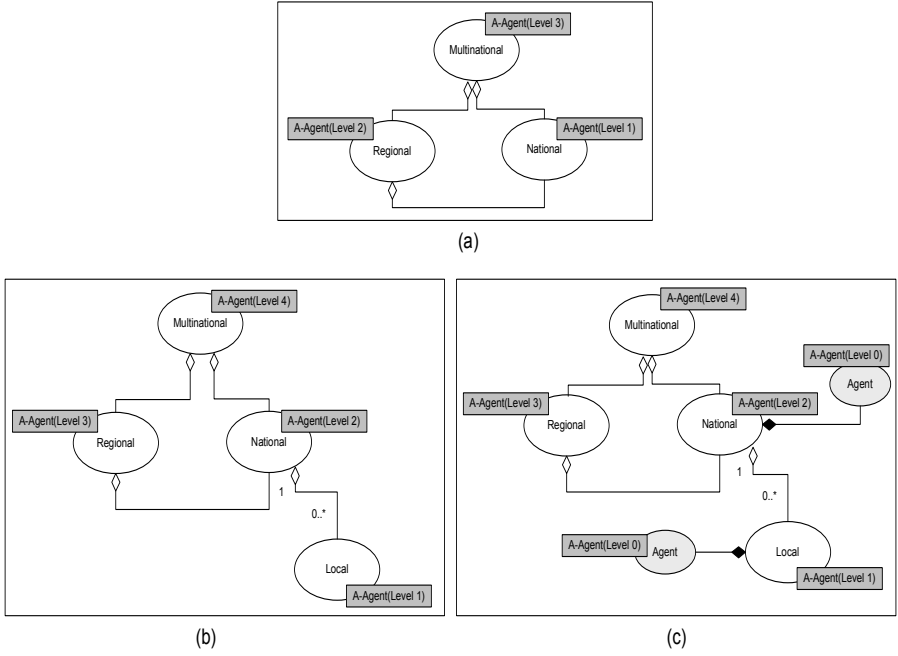 A-Agent(Level 3)
Multinational
A-Agent(Level 2)
A-Agent(Level 1)
Regional
National
(a)
A-Agent(Level 4)
Multinational
A-Agent(Level 3)
A-Agent(Level 2)
Regional
National
1
0..*
Local
A-Agent(Level 1)
(b)
A-Agent(Level 4)
Multinational
A-Agent(Level 0)
Agent
A-Agent(Level 3)
A-Agent(Level 2)
Regional
National
1
0..*
A-Agent(Level 0)
Agent
Local
A-Agent(Level 1)
(c)